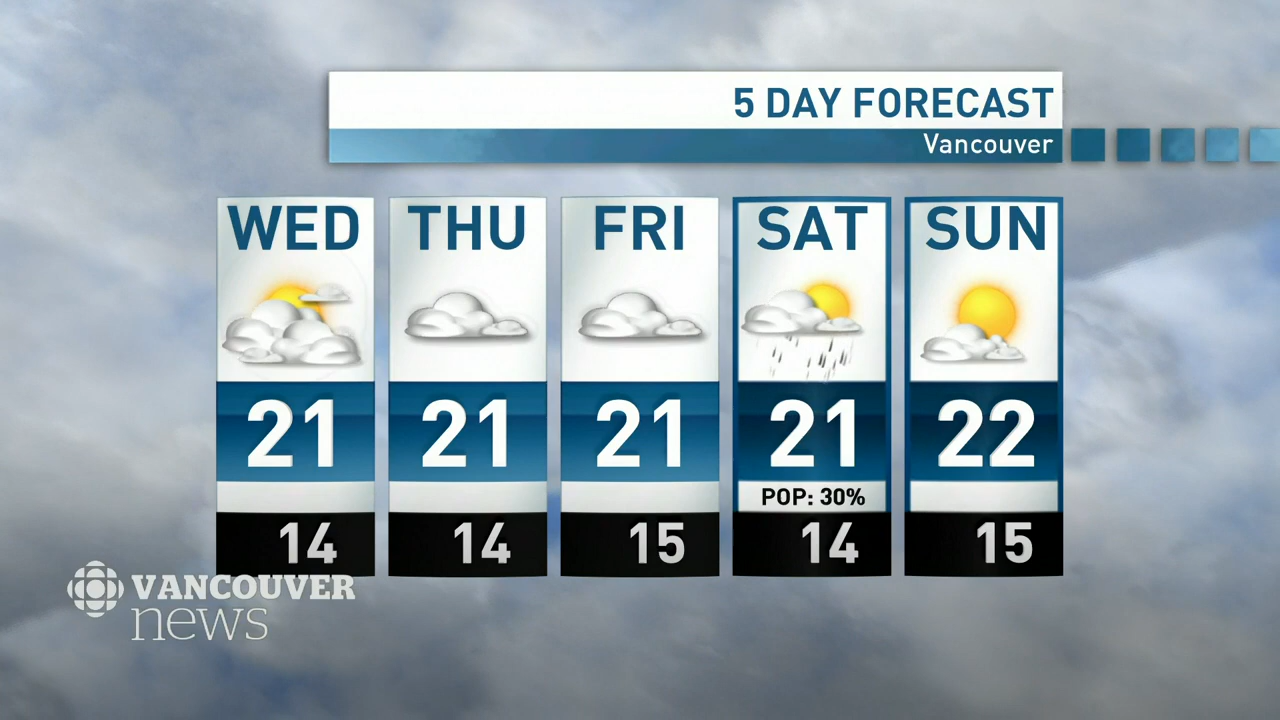 5 DAY FORECAST
Vancouver
WED THU FRI SAT SUN
21 21 21 21 22
POP: 30%
14 14 15 14 15
VANCOUVER
news